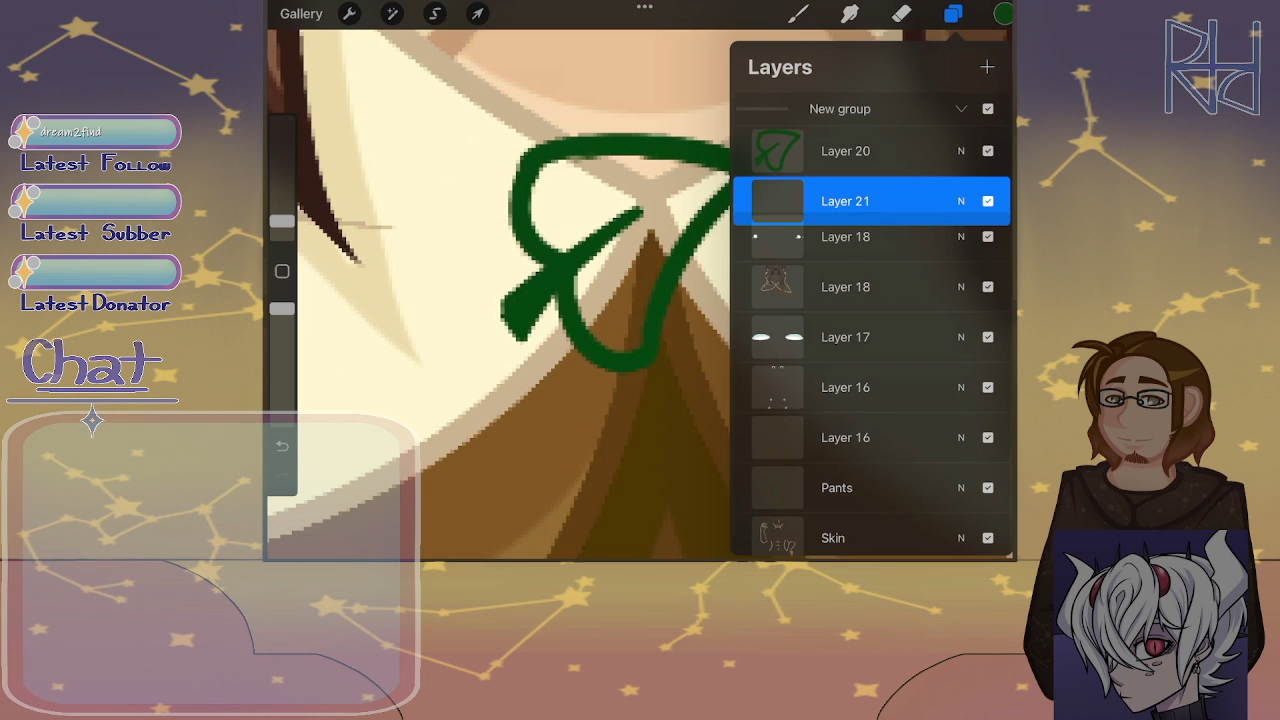 Gallery
Layers
New group
Layer 20 N
Layer 21 N
Layer 18 N
Layer 18 N
Layer 17 N
Layer 16 N
Layer 16 N
Pants N
Skin N
dream2find
Latest Follow
Latest Subber
Latest Donator
Chat